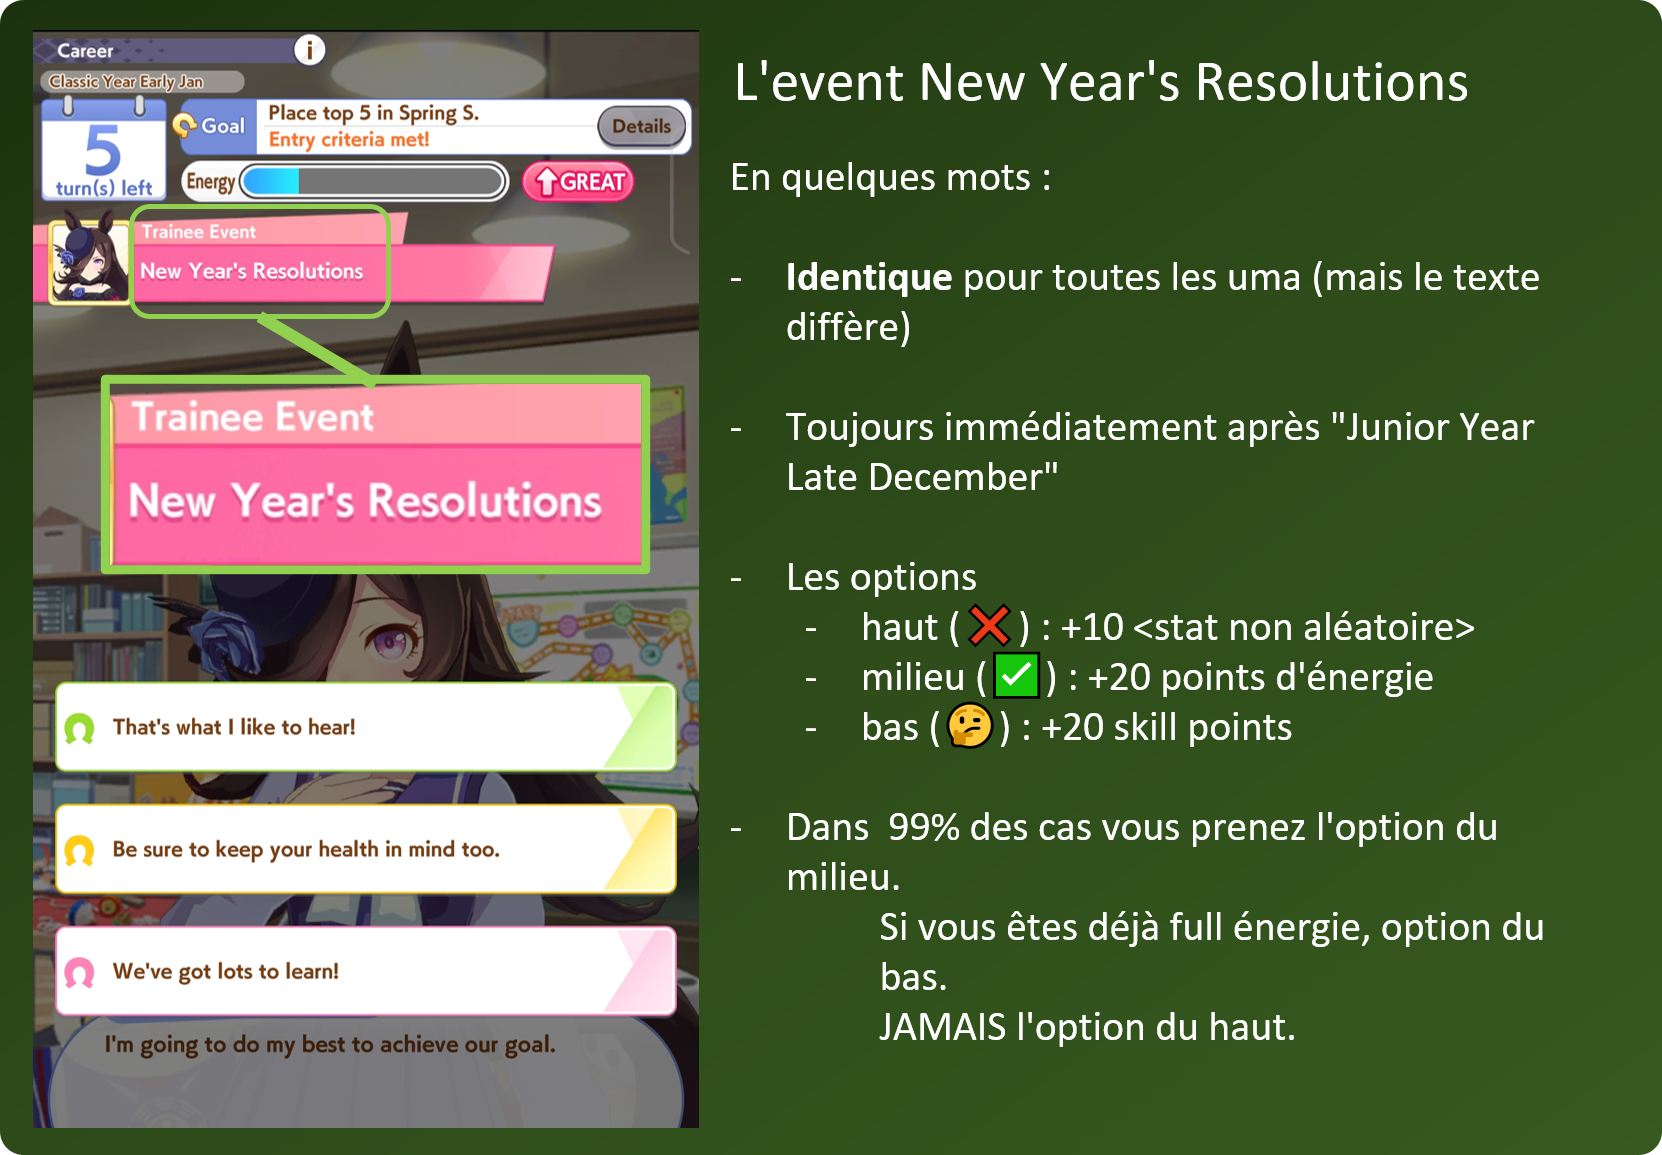 Career
i
Classic Year Early Jan
5
turn(s) left
Goal
Place top 5 in Spring S.
Entry criteria met!
Details
Energy
GREAT
Trainee Event
New Year's Resolutions
Trainee Event
New Year's Resolutions
That's what I like to hear!
Be sure to keep your health in mind too.
We've got lots to learn!
I'm going to do my best to achieve our goal.
L'event New Year's Resolutions
En quelques mots :
- Identique pour toutes les uma (mais le texte
diffère)
- Toujours immédiatement après "Junior Year
Late December"
- Les options
- haut (❌) : +10 <stat non aléatoire>
- milieu (✅) : +20 points d'énergie
- bas (🤔) : +20 skill points
- Dans 99% des cas vous prenez l'option du
milieu.
Si vous êtes déjà full énergie, option du
bas.
JAMAIS l'option du haut.